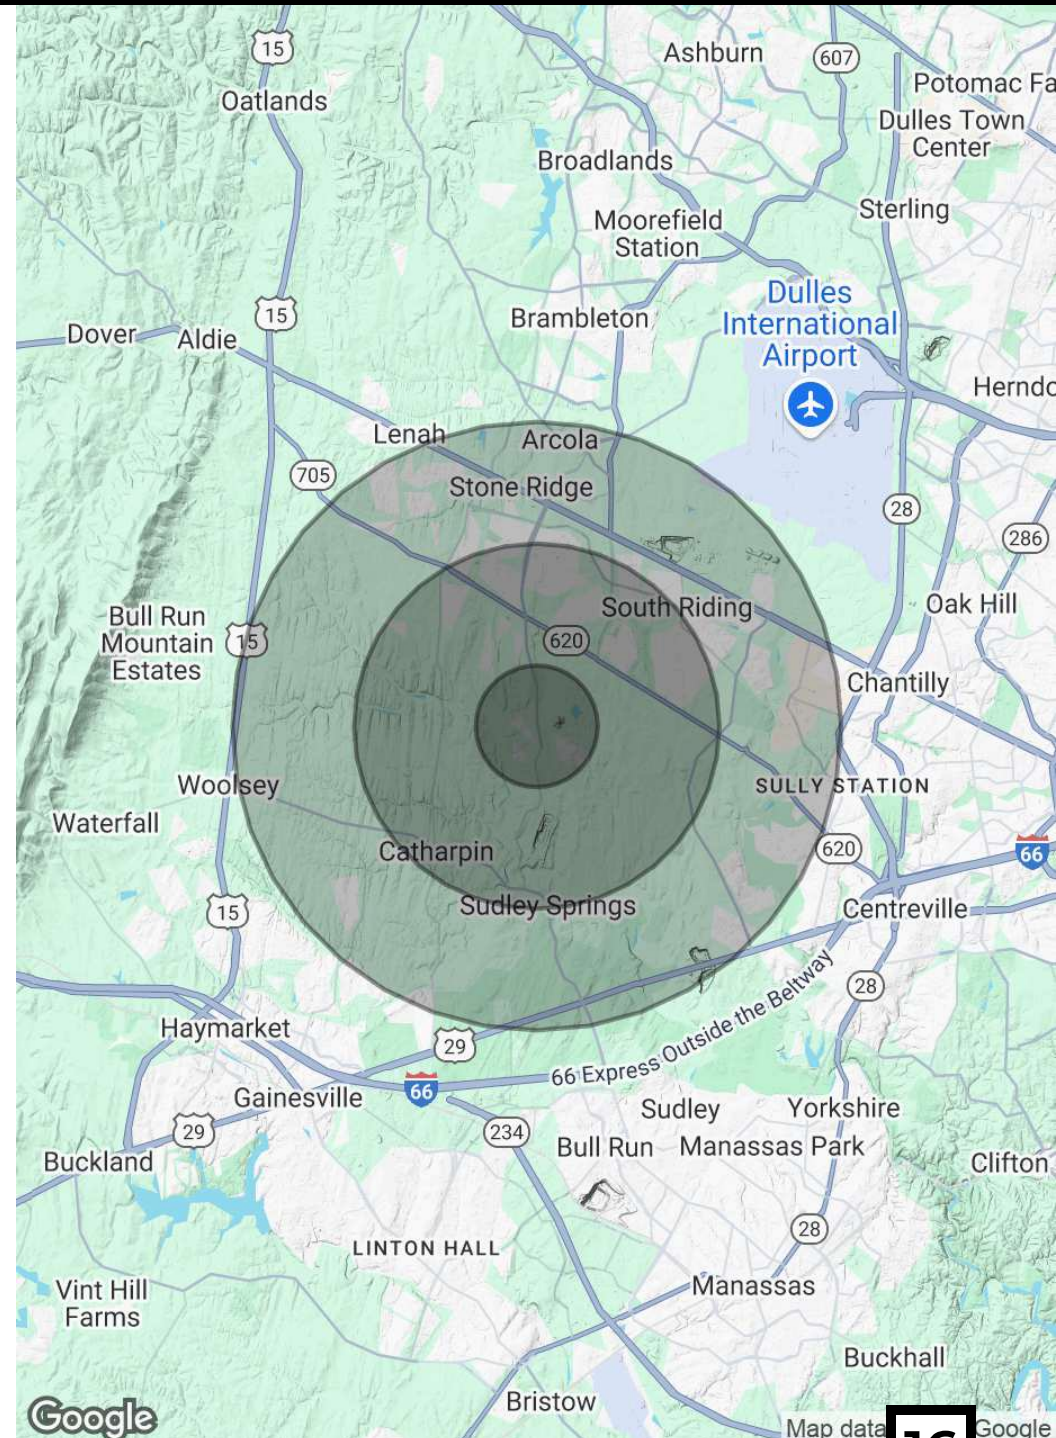 15
Ashburn
607
Oatlands
Potomac Fa
Dulles Town
Center
Broadlands
Sterling
Moorefield
Station
Dulles
International
Airport
15
Brambleton
Dover
Aldie
Herndo
Lenah
Arcola
705
Stone Ridge
28
286
Bull Run
Mountain
Estates
South Riding
Oak Hill
15
620
Chantilly
Woolsey
SULLY STATION
Waterfall
Catharpin
620
66
15
Sudley Springs
Centreville
28
Haymarket
29
66 Express Outside the Beltway
66
Gainesville
29
234
Sudley
Yorkshire
Bull Run
Manassas Park
Buckland
Clifton
28
LINTON HALL
Vint Hill
Farms
Manassas
Buckhall
Bristow
Google
Map data
Google